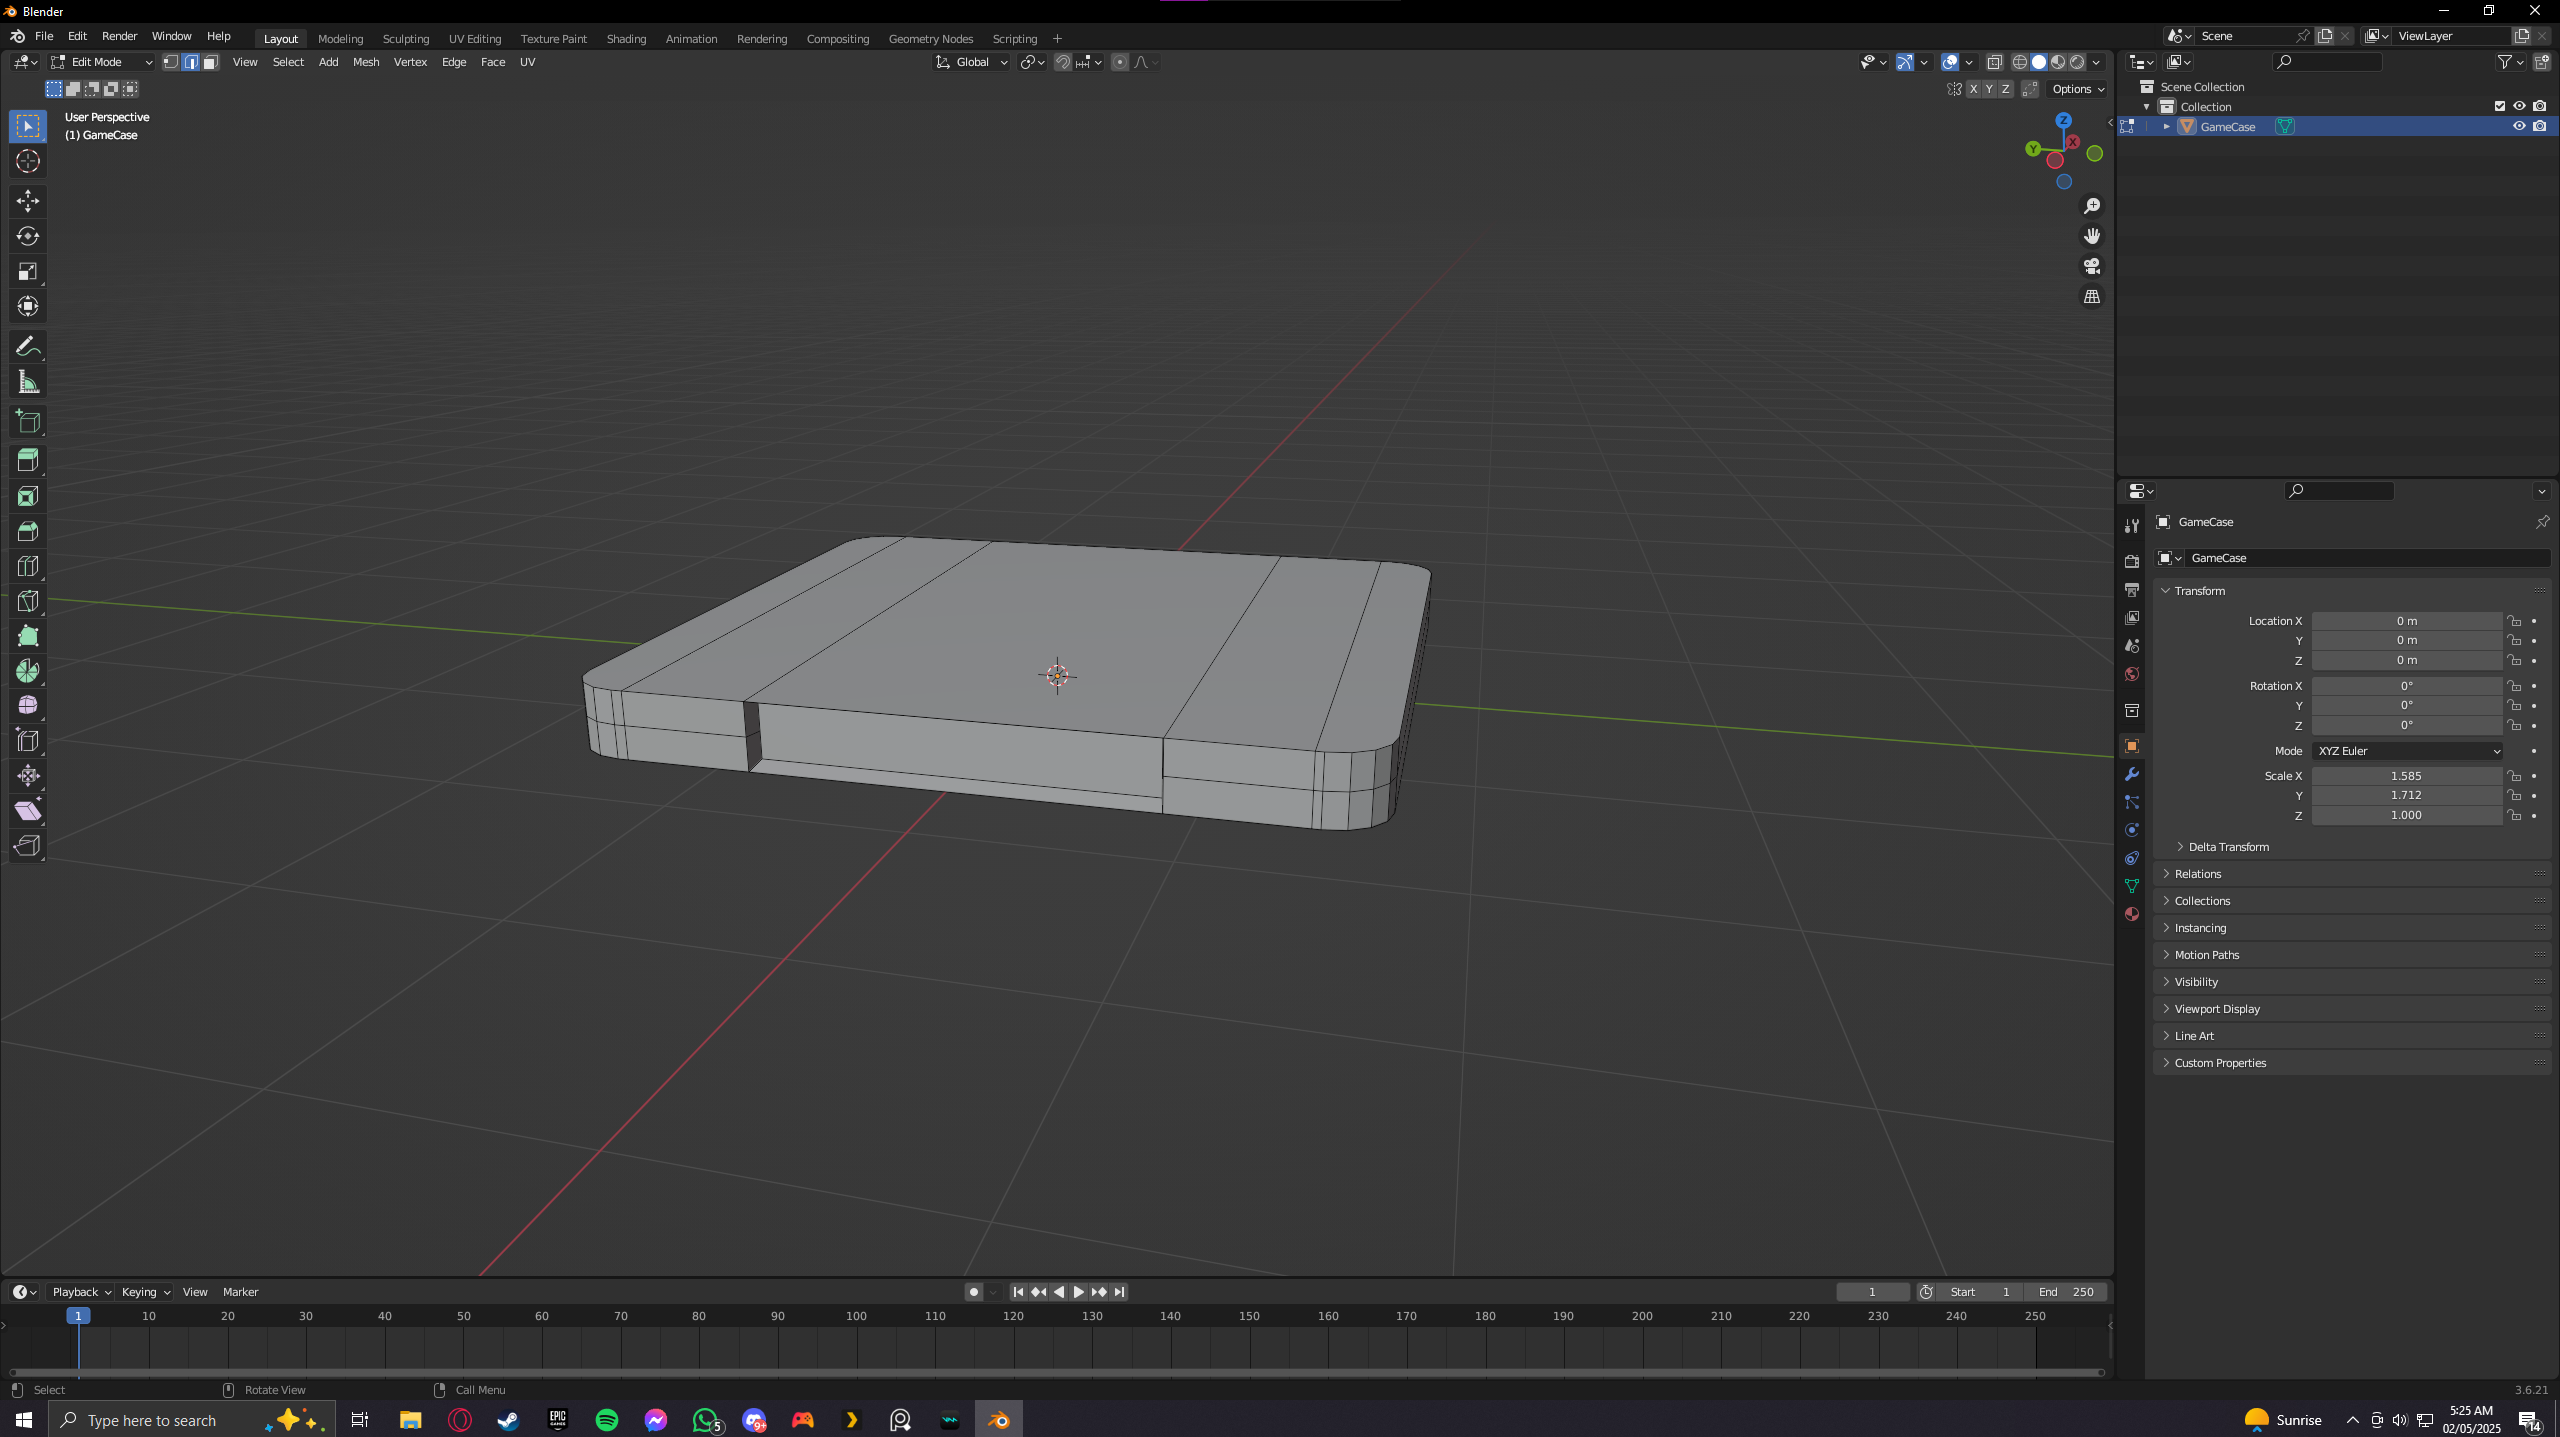 Blender
File Edit Render Window Help Layout Modeling Sculpting UV Editing Texture Paint Shading Animation Rendering Compositing Geometry Nodes Scripting + Scene ViewLayer
Edit Mode View Select Add Mesh Vertex Edge Face UV Global
X Y Z Options
User Perspective
(1) GameCase
Z
X
Y
Scene Collection
Collection
GameCase
GameCase
GameCase
Transform
Location X 0 m
Y 0 m
Z 0 m
Rotation X 0°
Y 0°
Z 0°
Mode XYZ Euler
Scale X 1.585
Y 1.712
Z 1.000
Delta Transform
Relations
Collections
Instancing
Motion Paths
Visibility
Viewport Display
Line Art
Custom Properties
Playback Keying View Marker 1 Start 1 End 250
1 10 20 30 40 50 60 70 80 90 100 110 120 130 140 150 160 170 180 190 200 210 220 230 240 250
Select Rotate View Call Menu 3.6.21
Type here to search EPIC GAMES 5 9+ Sunrise 5:25 AM
02/05/2025 14